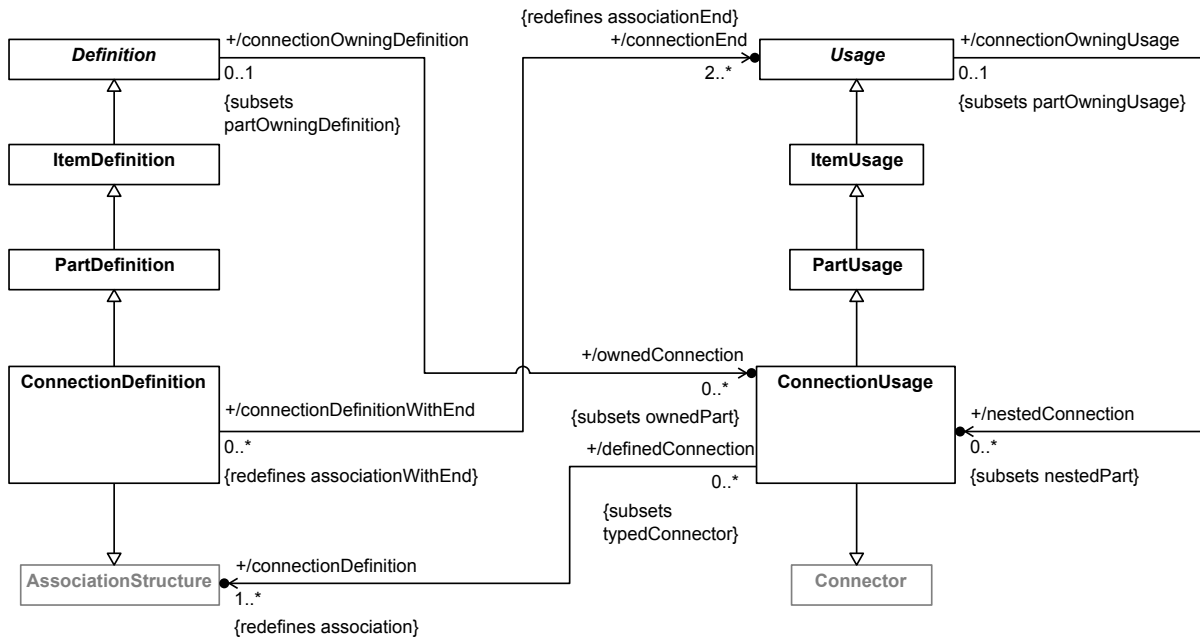 {redefines associationEnd}
+/connectionOwningDefinition
+/connectionEnd
+/connectionOwningUsage
Definition
Usage
0..1
2..*
0..1
{subsets
partOwningDefinition}
{subsets partOwningUsage}
ItemDefinition
ItemUsage
PartDefinition
PartUsage
+/ownedConnection
ConnectionDefinition
ConnectionUsage
0..*
+/connectionDefinitionWithEnd
+/nestedConnection
{subsets ownedPart}
0..*
0..*
+/definedConnection
{redefines associationWithEnd}
{subsets nestedPart}
0..*
{subsets
typedConnector}
+/connectionDefinition
AssociationStructure
Connector
1..*
{redefines association}